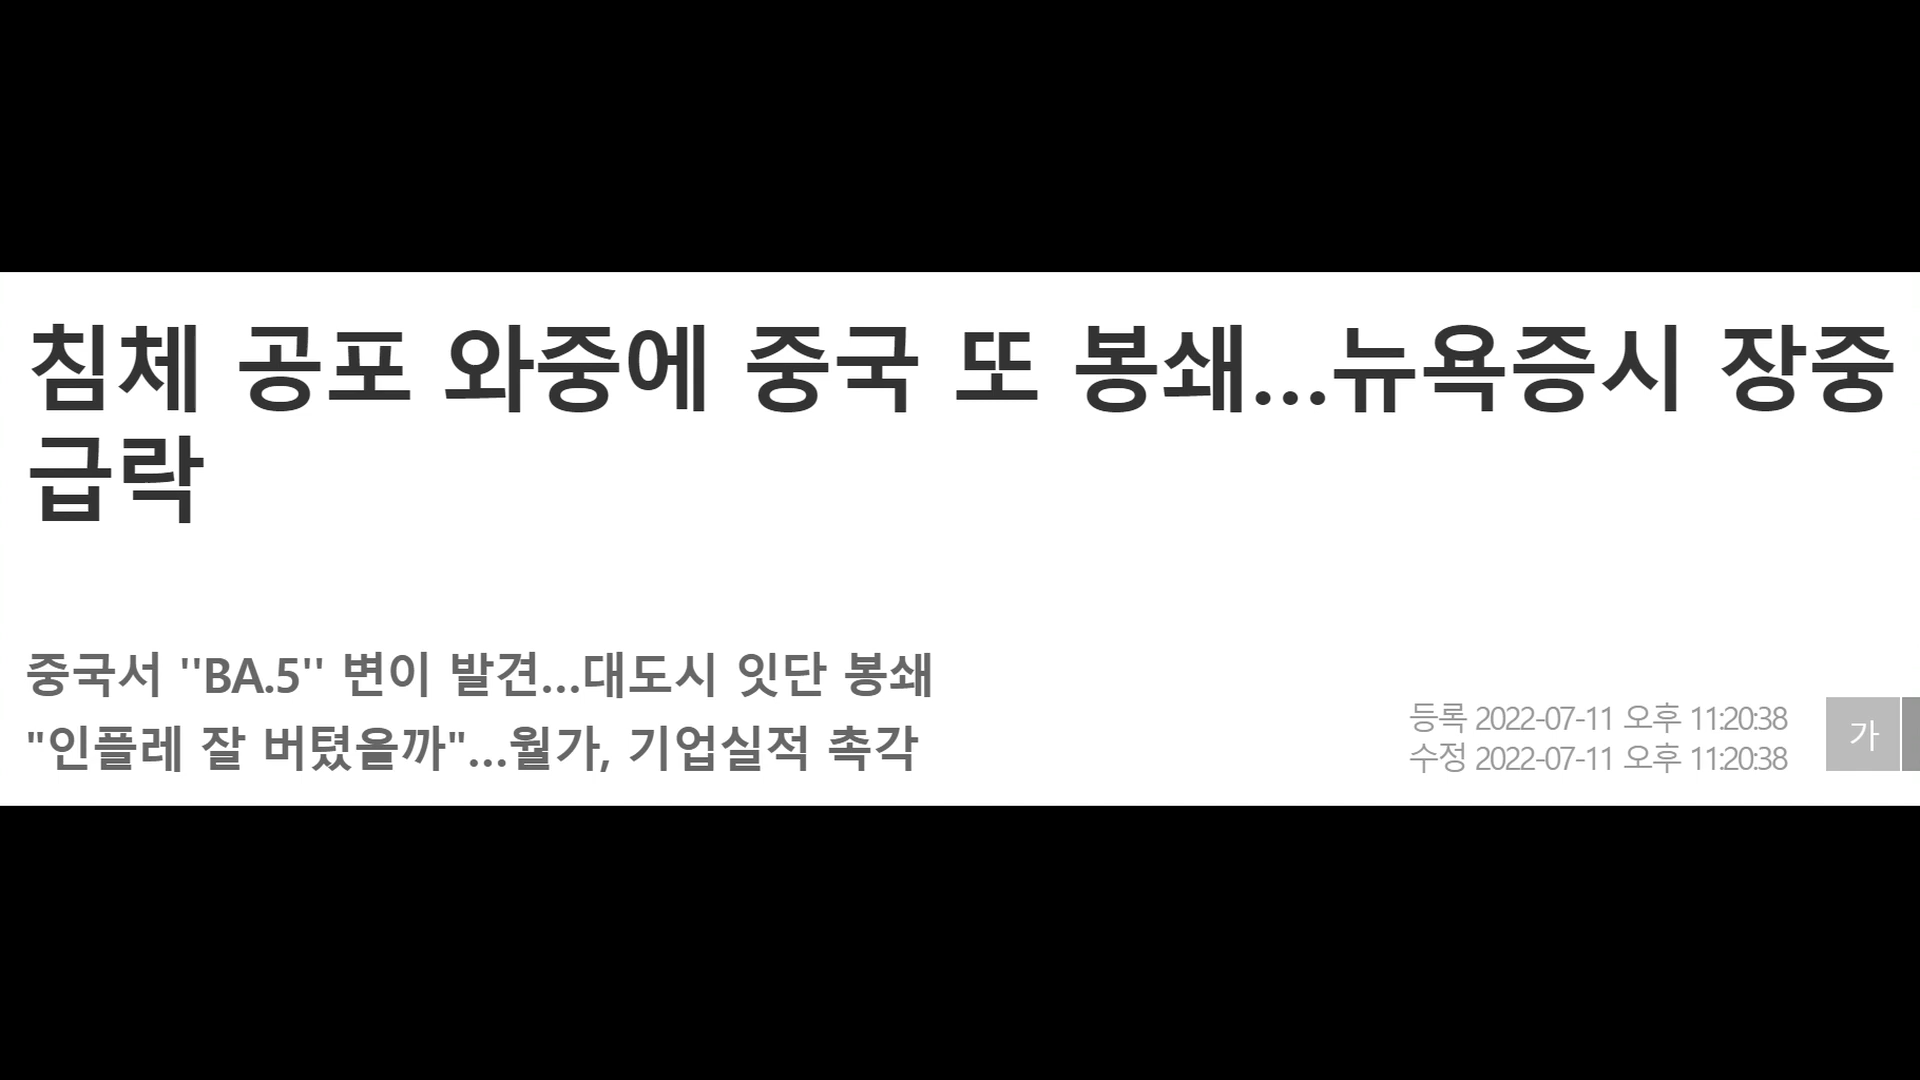 침체 공포 와중에 중국 또 봉쇄...뉴욕증시 장중
급락
중국서 ''BA.5'' 변이 발견...대도시 잇단 봉쇄
"인플레 잘 버텼을까"...월가, 기업실적 촉각
등록 2022-07-11 오후 11:20:38
수정 2022-07-11 오후 11:20:38
가